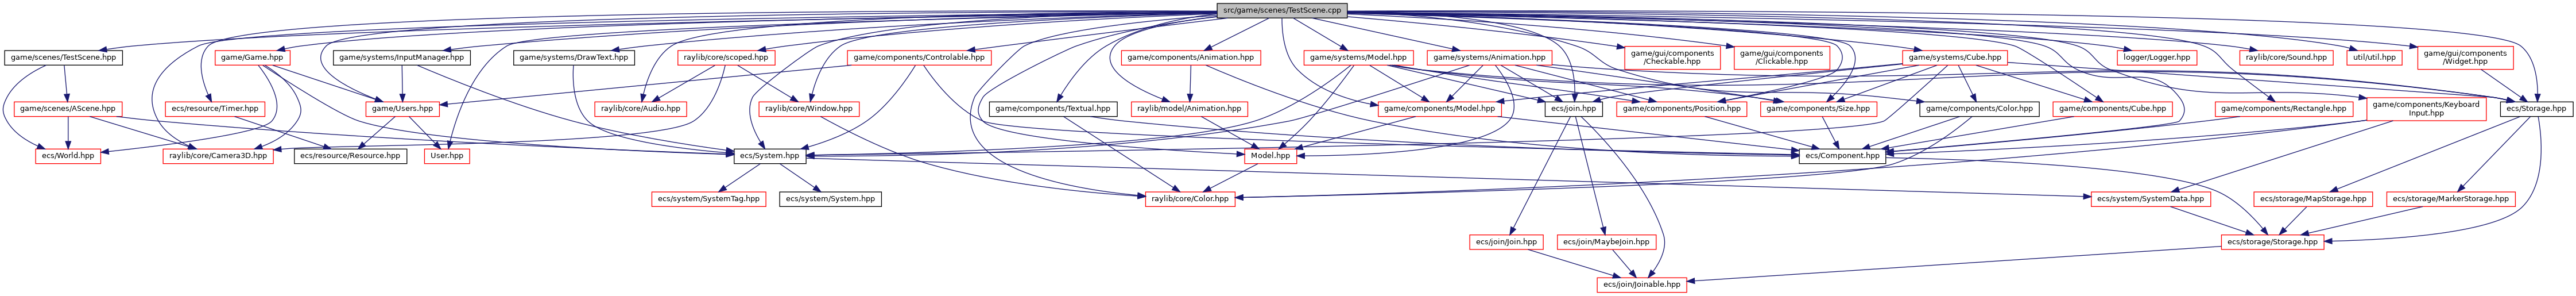 src/game/scenes/TestScene.cpp
game/scenes/TestScene.hpp
game/Game.hpp
game/systems/InputManager.hpp
game/systems/DrawText.hpp
raylib/core/scoped.hpp
game/components/Controlable.hpp
game/components/Animation.hpp
game/systems/Model.hpp
game/systems/Animation.hpp
game/gui/components
/Checkable.hpp
game/gui/components
/Clickable.hpp
game/systems/Cube.hpp
logger/Logger.hpp
raylib/core/Sound.hpp
util/util.hpp
game/gui/components
/Widget.hpp
game/scenes/AScene.hpp
ecs/resource/Timer.hpp
game/Users.hpp
raylib/core/Audio.hpp
raylib/core/Window.hpp
game/components/Textual.hpp
raylib/model/Animation.hpp
game/components/Model.hpp
ecs/join.hpp
game/components/Position.hpp
game/components/Size.hpp
game/components/Color.hpp
game/components/Cube.hpp
game/components/Rectangle.hpp
game/components/Keyboard
Input.hpp
ecs/Storage.hpp
ecs/World.hpp
raylib/core/Camera3D.hpp
ecs/resource/Resource.hpp
User.hpp
ecs/System.hpp
Model.hpp
ecs/Component.hpp
ecs/system/SystemTag.hpp
ecs/system/System.hpp
raylib/core/Color.hpp
ecs/system/SystemData.hpp
ecs/storage/MapStorage.hpp
ecs/storage/MarkerStorage.hpp
ecs/join/Join.hpp
ecs/join/MaybeJoin.hpp
ecs/storage/Storage.hpp
ecs/join/Joinable.hpp